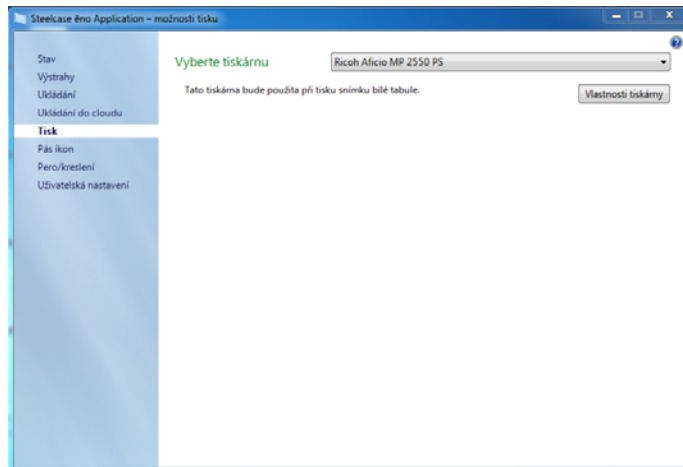 Steelcase ēno Application – možnosti tisku
Stav
Výstrahy
Ukládání
Ukládání do cloudu
Tisk
Pás ikon
Pero/kreslení
Uživatelská nastavení
Vyberte tiskárnu
Ricoh Aficio MP 2550 PS
Tato tiskárna bude použita při tisku snímku bílé tabule.
Vlastnosti tiskárny